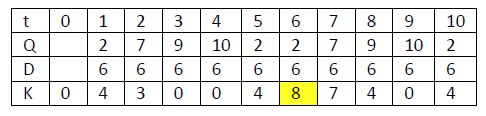 t 0 1 2 3 4 5 6 7 8 9 10
Q 2 7 9 10 2 2 7 9 10 2
D 6 6 6 6 6 6 6 6 6 6
K 0 4 3 0 0 4 8 7 4 0 4